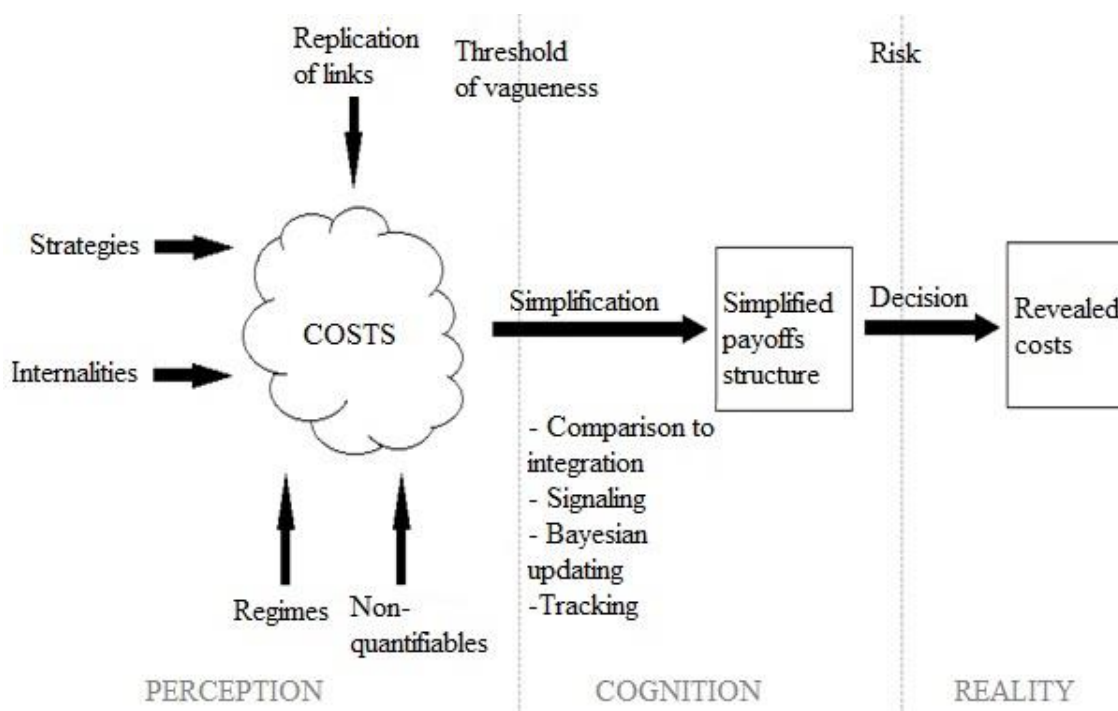 Replication
of links
Threshold
of vagueness
Risk
Strategies
Internalities
COSTS
Simplification
Simplified
payoffs
structure
Decision
Revealed
costs
- Comparison to
integration
- Signaling
- Bayesian
updating
-Tracking
Regimes
Non-
quantifiables
PERCEPTION
COGNITION
REALITY